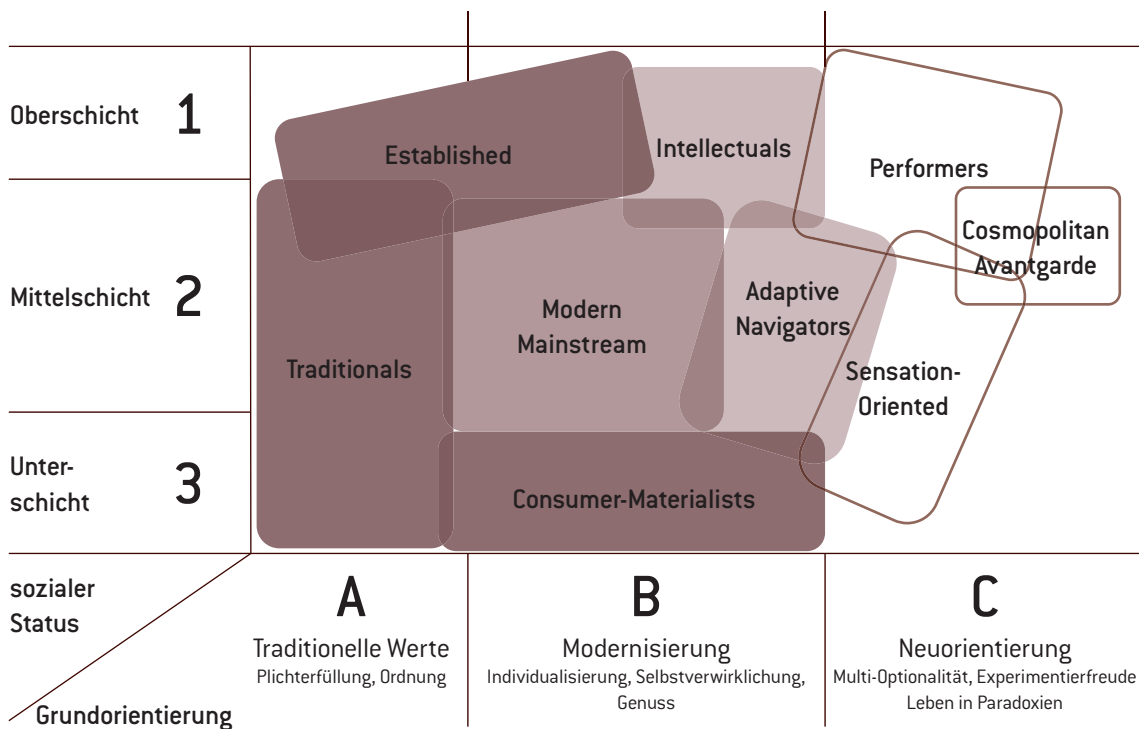 Oberschicht 1
Established
Intellectuals
Performers
Cosmopolitan
Avantgarde
Mittelschicht 2
Modern
Mainstream
Adaptive
Navigators
Traditionals
Sensation-
Oriented
Unter-
schicht
3
Consumer-Materialists
sozialer
Status
Grundorientierung
A
Traditionelle Werte
Plichterfüllung, Ordnung
B
Modernisierung
Individualisierung, Selbstverwirklichung,
Genuss
C
Neuorientierung
Multi-Optionalität, Experimentierfreude
Leben in Paradoxien